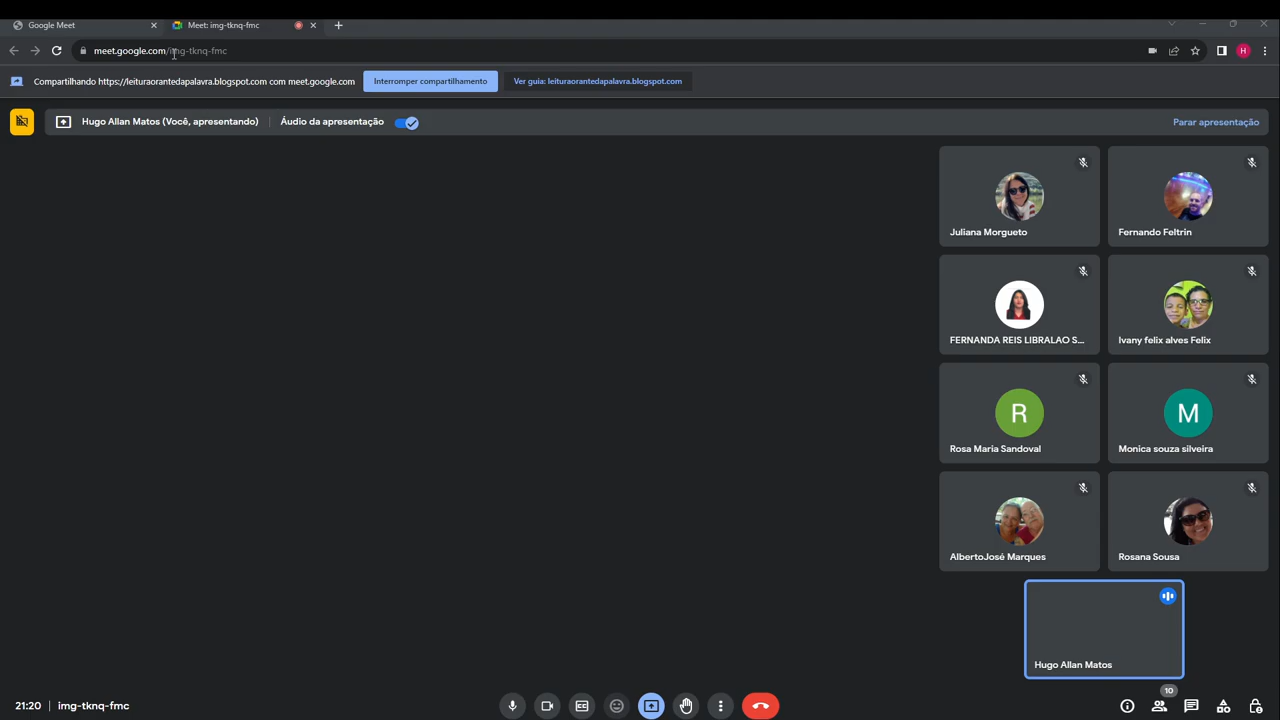 Google Meet
Meet: img-tknq-fmc
meet.google.com/img-tknq-fmc
H
Compartilhando https://leituraorantedapalavra.blogspot.com com meet.google.com
Interromper compartilhamento
Ver guia: leituraorantedapalavra.blogspot.com
Hugo Allan Matos (Você, apresentando)
Áudio da apresentação
Parar apresentação
Juliana Morgueto
Fernando Feltrin
FERNANDA REIS LIBRALAO S...
Ivany felix alves Felix
R
M
Rosa Maria Sandoval
Monica souza silveira
AlbertoJosé Marques
Rosana Sousa
Hugo Allan Matos
21:20
img-tknq-fmc
10